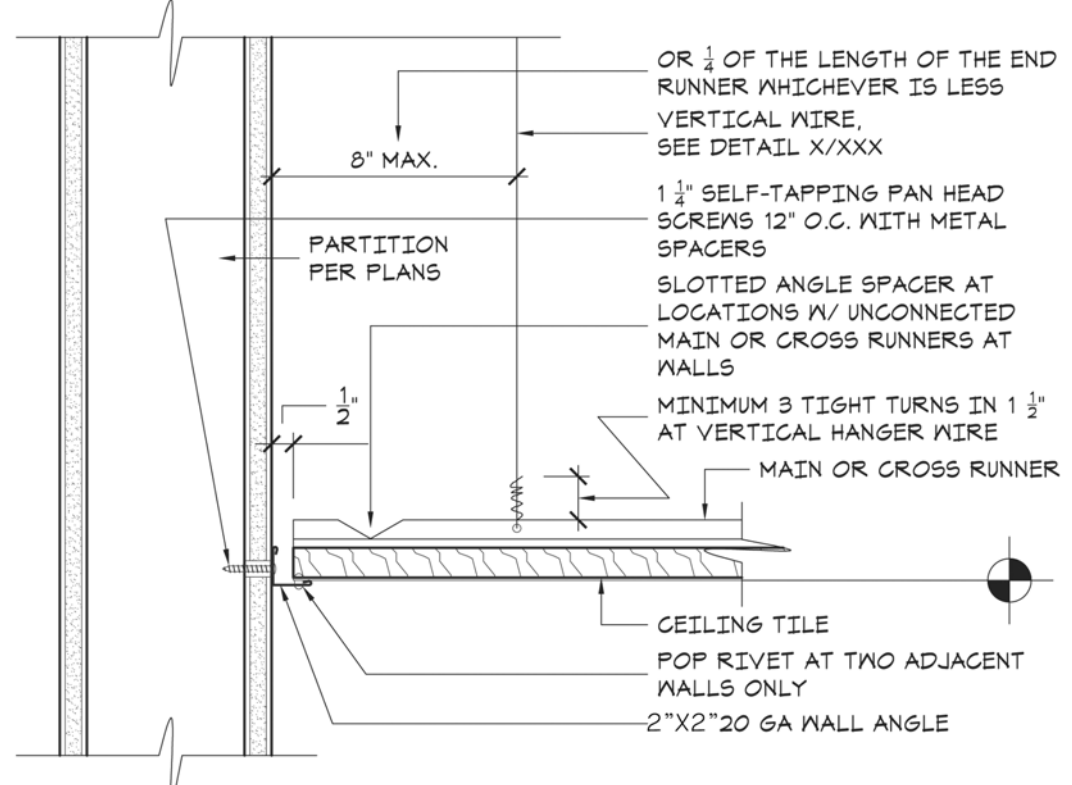 OR 1/4 OF THE LENGTH OF THE END
RUNNER WHICHEVER IS LESS
VERTICAL WIRE,
SEE DETAIL X/XXX
8" MAX.
1 1/4" SELF-TAPPING PAN HEAD
SCREWS 12" O.C. WITH METAL
SPACERS
PARTITION
PER PLANS
SLOTTED ANGLE SPACER AT
LOCATIONS W/ UNCONNECTED
MAIN OR CROSS RUNNERS AT
WALLS
1/2"
MINIMUM 3 TIGHT TURNS IN 1 1/2"
AT VERTICAL HANGER WIRE
MAIN OR CROSS RUNNER
CEILING TILE
POP RIVET AT TWO ADJACENT
WALLS ONLY
2"X2"20 GA WALL ANGLE